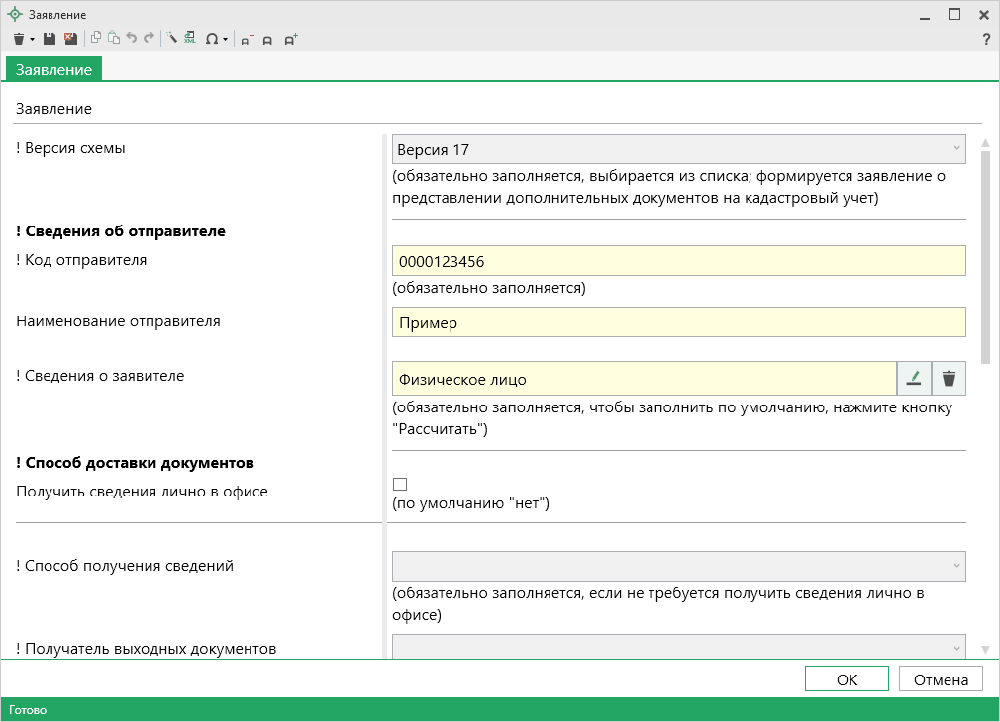 Заявление
XML
?
Заявление
Заявление
! Версия схемы
Версия 17
(обязательно заполняется, выбирается из списка; формируется заявление о
представлении дополнительных документов на кадастровый учет)
! Сведения об отправителе
! Код отправителя
0000123456
(обязательно заполняется)
Наименование отправителя
Пример
! Сведения о заявителе
Физическое лицо
(обязательно заполняется, чтобы заполнить по умолчанию, нажмите кнопку
"Рассчитать")
! Способ доставки документов
Получить сведения лично в офисе
(по умолчанию "нет")
! Способ получения сведений
(обязательно заполняется, если не требуется получить сведения лично в
офисе)
! Получатель выходных документов
ОК
Отмена
Готово